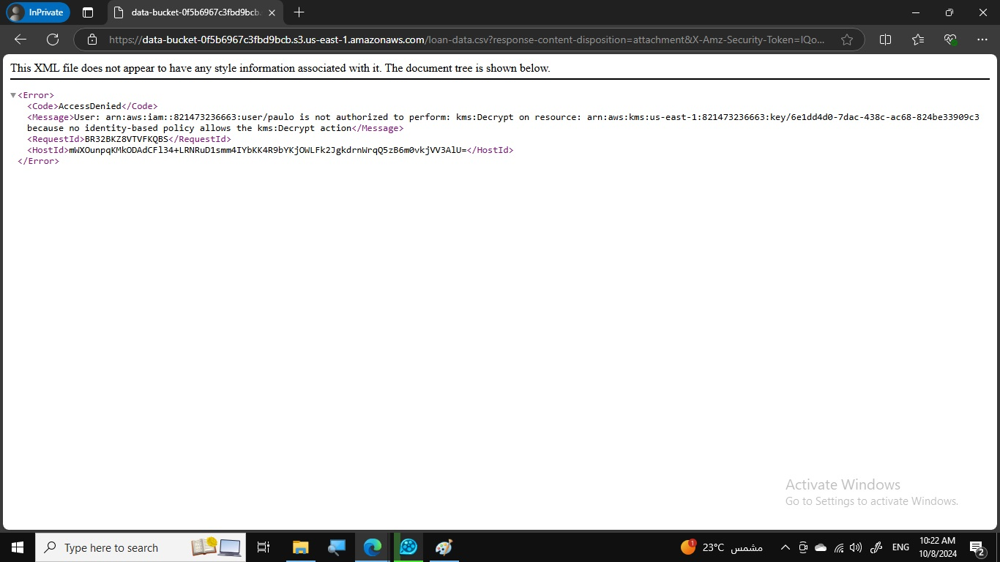 InPrivate
data-bucket-0f5b6967c3fbd9bcb.
https://data-bucket-0f5b6967c3fbd9bcb.s3.us-east-1.amazonaws.com/loan-data.csv?response-content-disposition=attachment&X-Amz-Security-Token=IQo...
This XML file does not appear to have any style information associated with it. The document tree is shown below.
▼<Error>
<Code>AccessDenied</Code>
<Message>User: arn:aws:iam::821473236663:user/paulo is not authorized to perform: kms:Decrypt on resource: arn:aws:kms:us-east-1:821473236663:key/6e1dd4d0-7dac-438c-ac68-824be33909c3
because no identity-based policy allows the kms:Decrypt action</Message>
<RequestId>BR32BKZ8VTVFKQBS</RequestId>
<HostId>mWXOunpqKMkODAdCFl34+LRNRuD1smm4IYbKK4R9bYKjOWLFk2JgkdrnWrqQ5zB6m0vkjVV3AlU=</HostId>
</Error>
Activate Windows
Go to Settings to activate Windows.
Type here to search
1
23°C مشمس
ENG
10:22 AM
10/8/2024
2